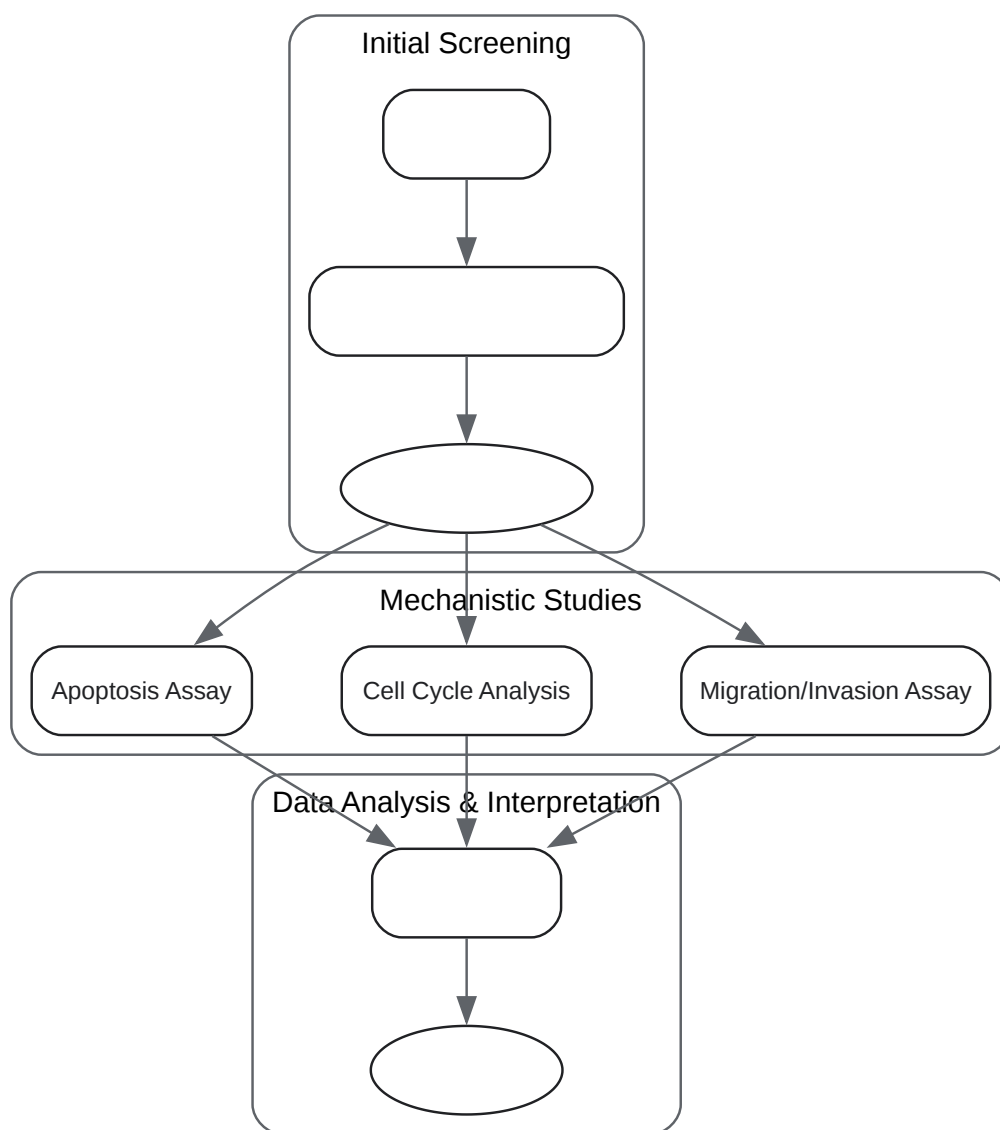 Initial Screening
Mechanistic Studies
Apoptosis Assay
Cell Cycle Analysis
Migration/Invasion Assay
Data Analysis & Interpretation